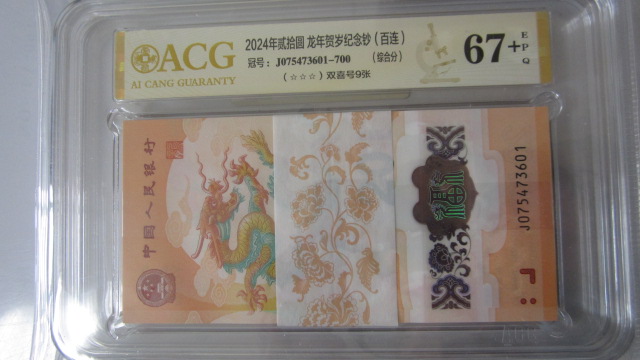 ACG
AI CANG GUARANTY
2024年贰拾圆 龙年贺岁纪念钞（百连）
冠号：J075473601-700 （综合分）
（☆☆☆）双喜号9张
67+
EPQ
中国人民银行
J075473601